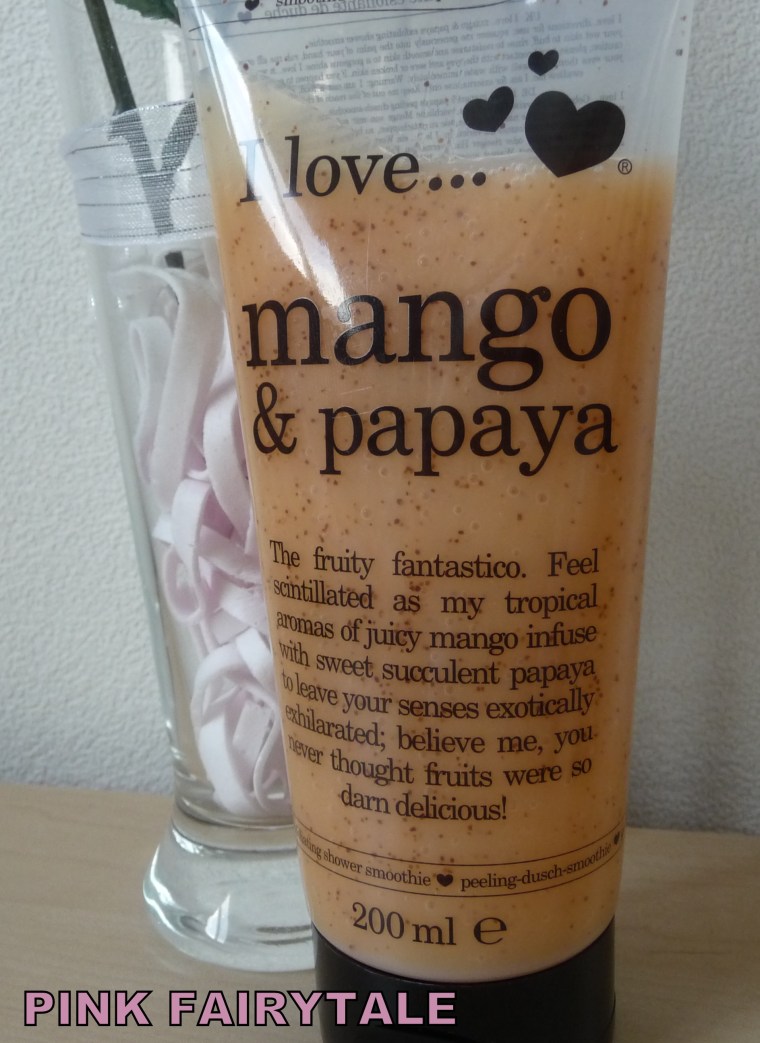 I love...
®
mango
& papaya
The fruity fantastico. Feel
scintillated as my tropical
aromas of juicy mango infuse
with sweet succulent papaya
to leave your senses exotically
exhilarated; believe me, you
never thought fruits were so
darn delicious!
shower smoothie ♥ peeling-dusch-smoothie ♥
200 ml e
PINK FAIRYTALE